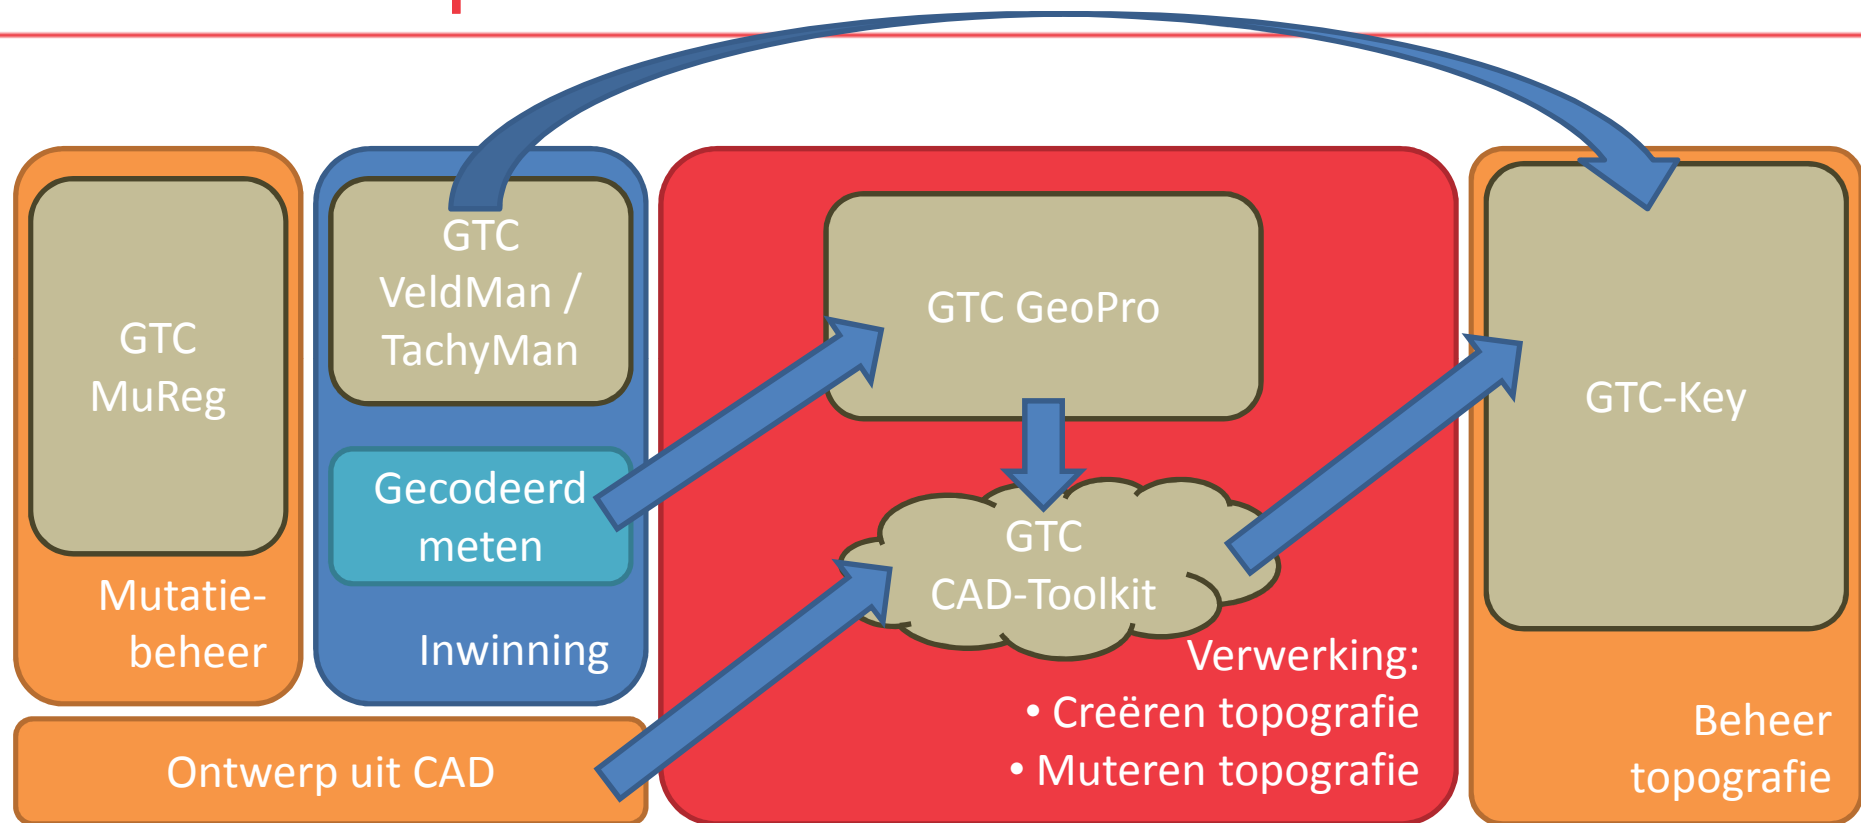 GTC
MuReg
Mutatie-
beheer
GTC
VeldMan /
TachyMan
Gecodeerd
meten
Inwinning
Ontwerp uit CAD
GTC GeoPro
GTC
CAD-Toolkit
Verwerking:
• Creëren topografie
• Muteren topografie
GTC-Key
Beheer
topografie